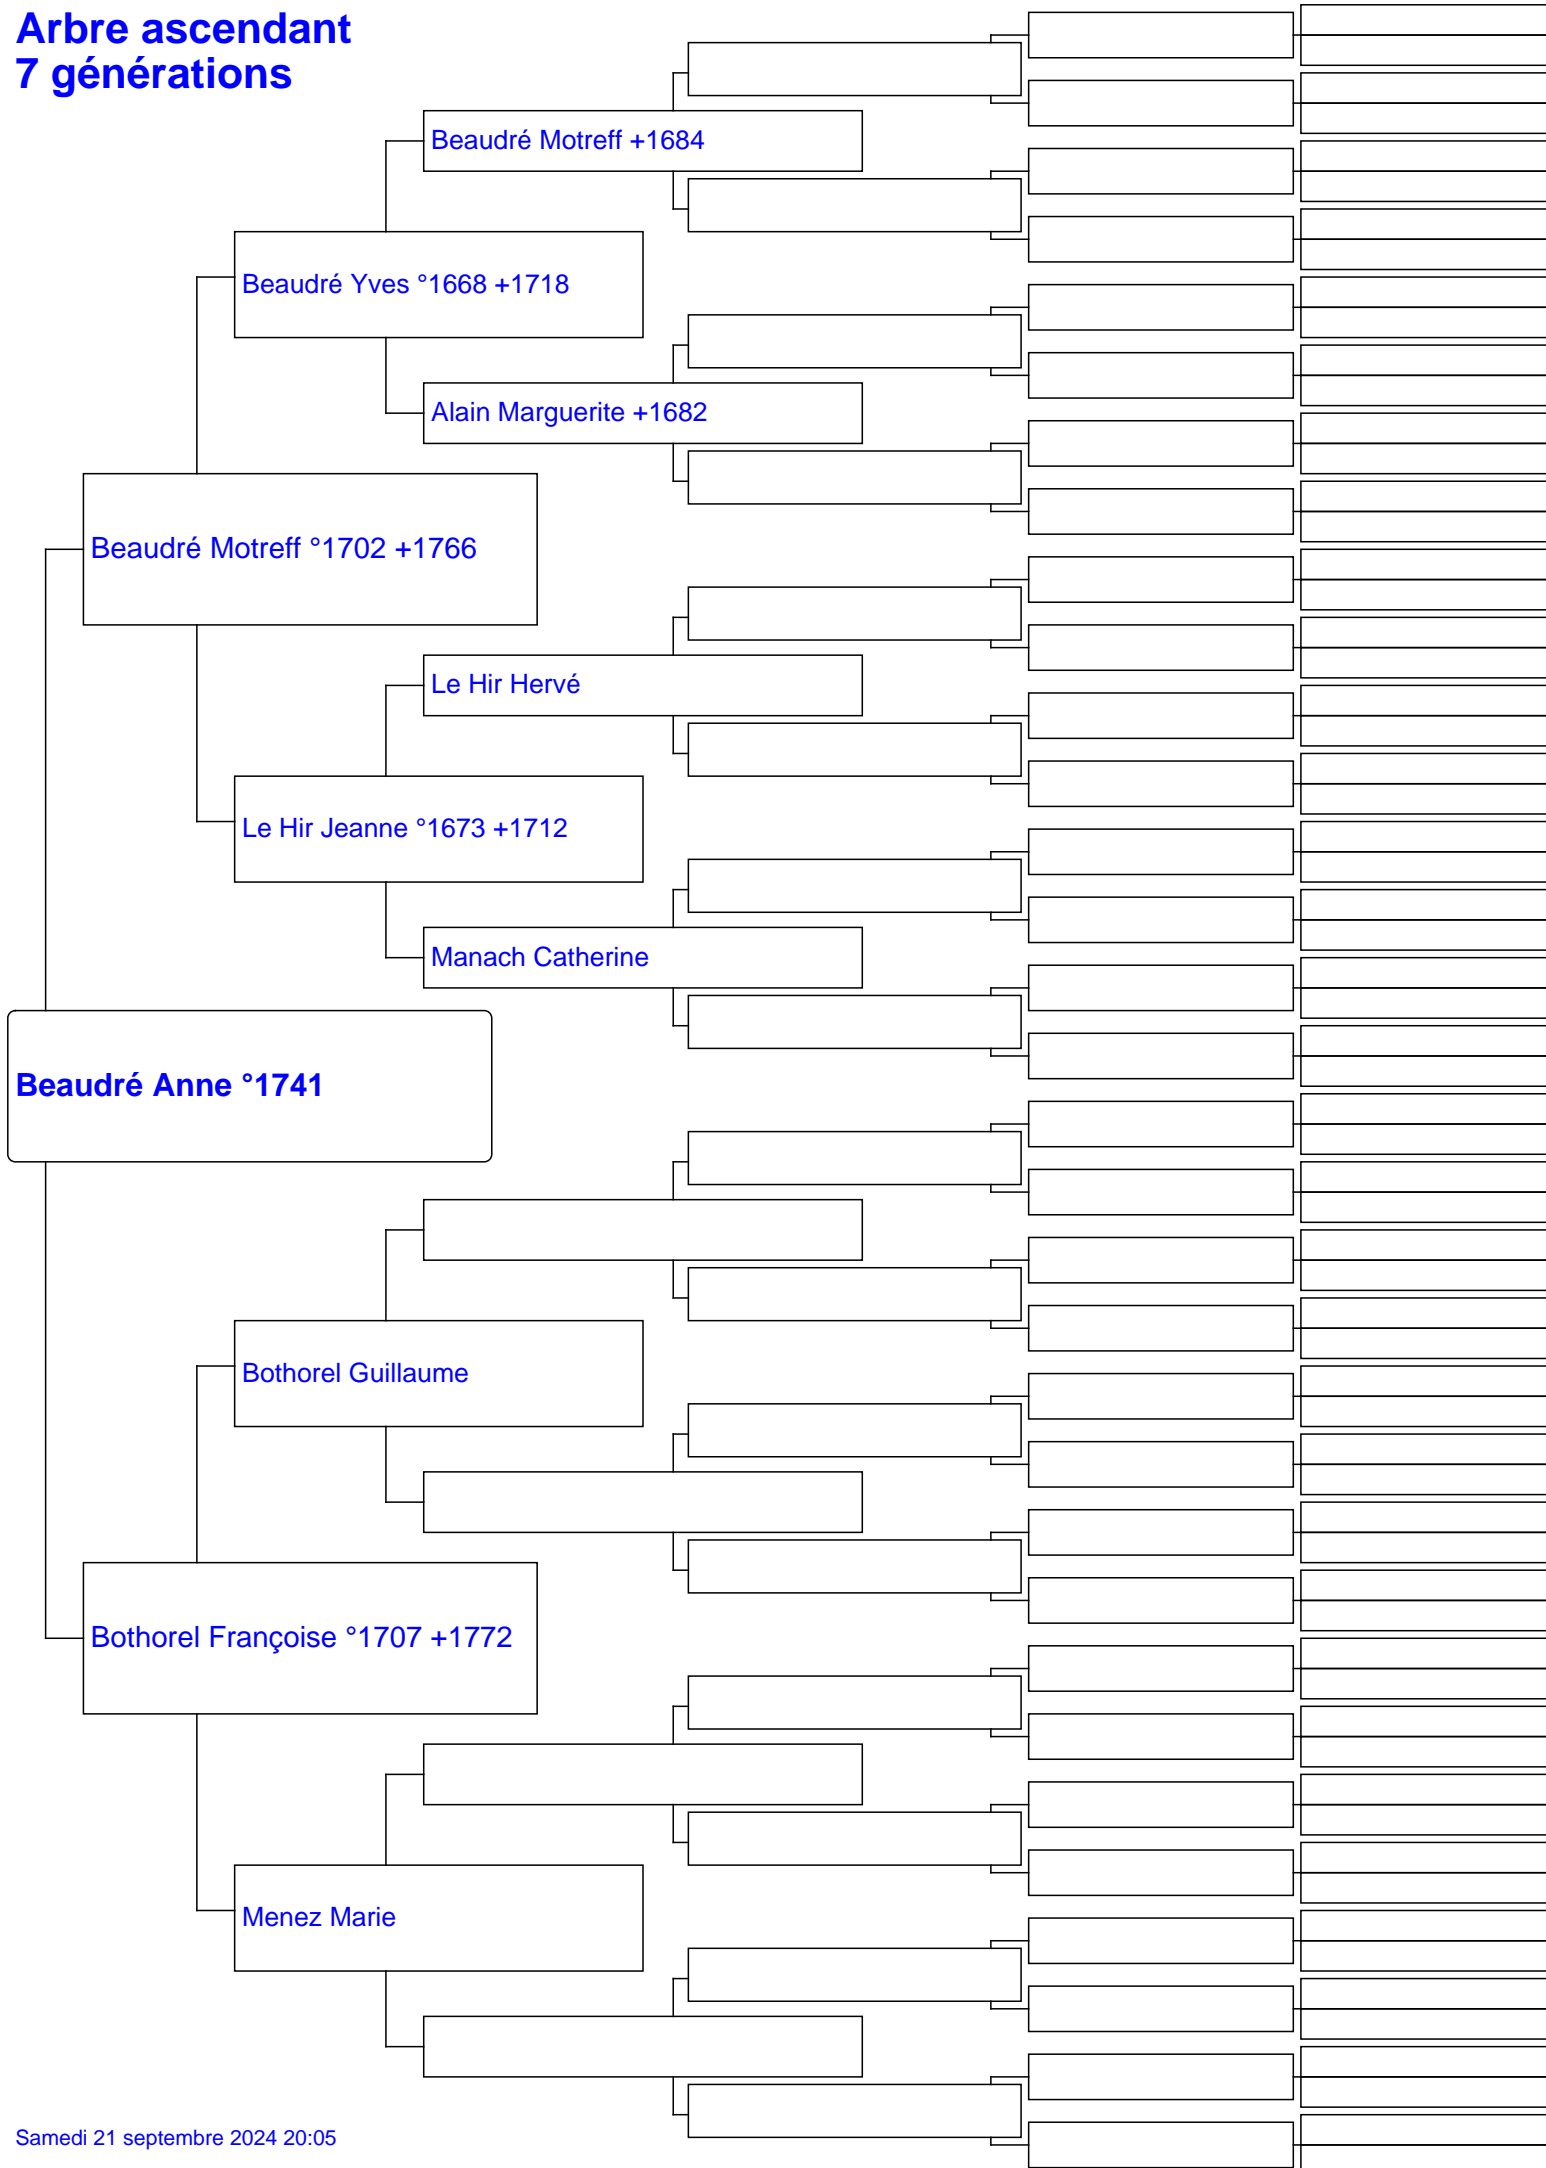 Arbre ascendant
7 générations
Beaudré Motreff +1684
Beaudré Yves °1668 +1718
Alain Marguerite +1682
Beaudré Motreff °1702 +1766
Le Hir Hervé
Le Hir Jeanne °1673 +1712
Manach Catherine
Beaudré Anne °1741
Bothorel Guillaume
Bothorel Françoise °1707 +1772
Menez Marie
Samedi 21 septembre 2024 20:05